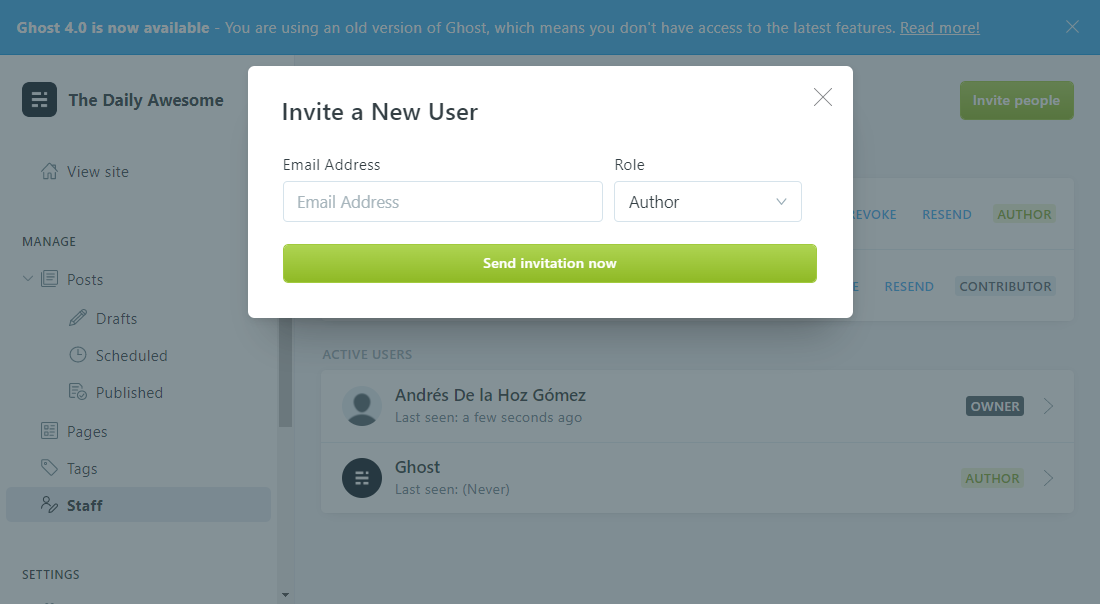 Ghost 4.0 is now available - You are using an old version of Ghost, which means you don't have access to the latest features. Read more!
The Daily Awesome
Invite people
View site
MANAGE
Posts
Drafts
Scheduled
Published
Pages
Tags
Staff
SETTINGS
Invite a New User
Email Address
Role
Email Address
Author
Send invitation now
RESEND AUTHOR
RESEND CONTRIBUTOR
ACTIVE USERS
Andrés De la Hoz Gómez
Last seen: a few seconds ago
OWNER
Ghost
Last seen: (Never)
AUTHOR